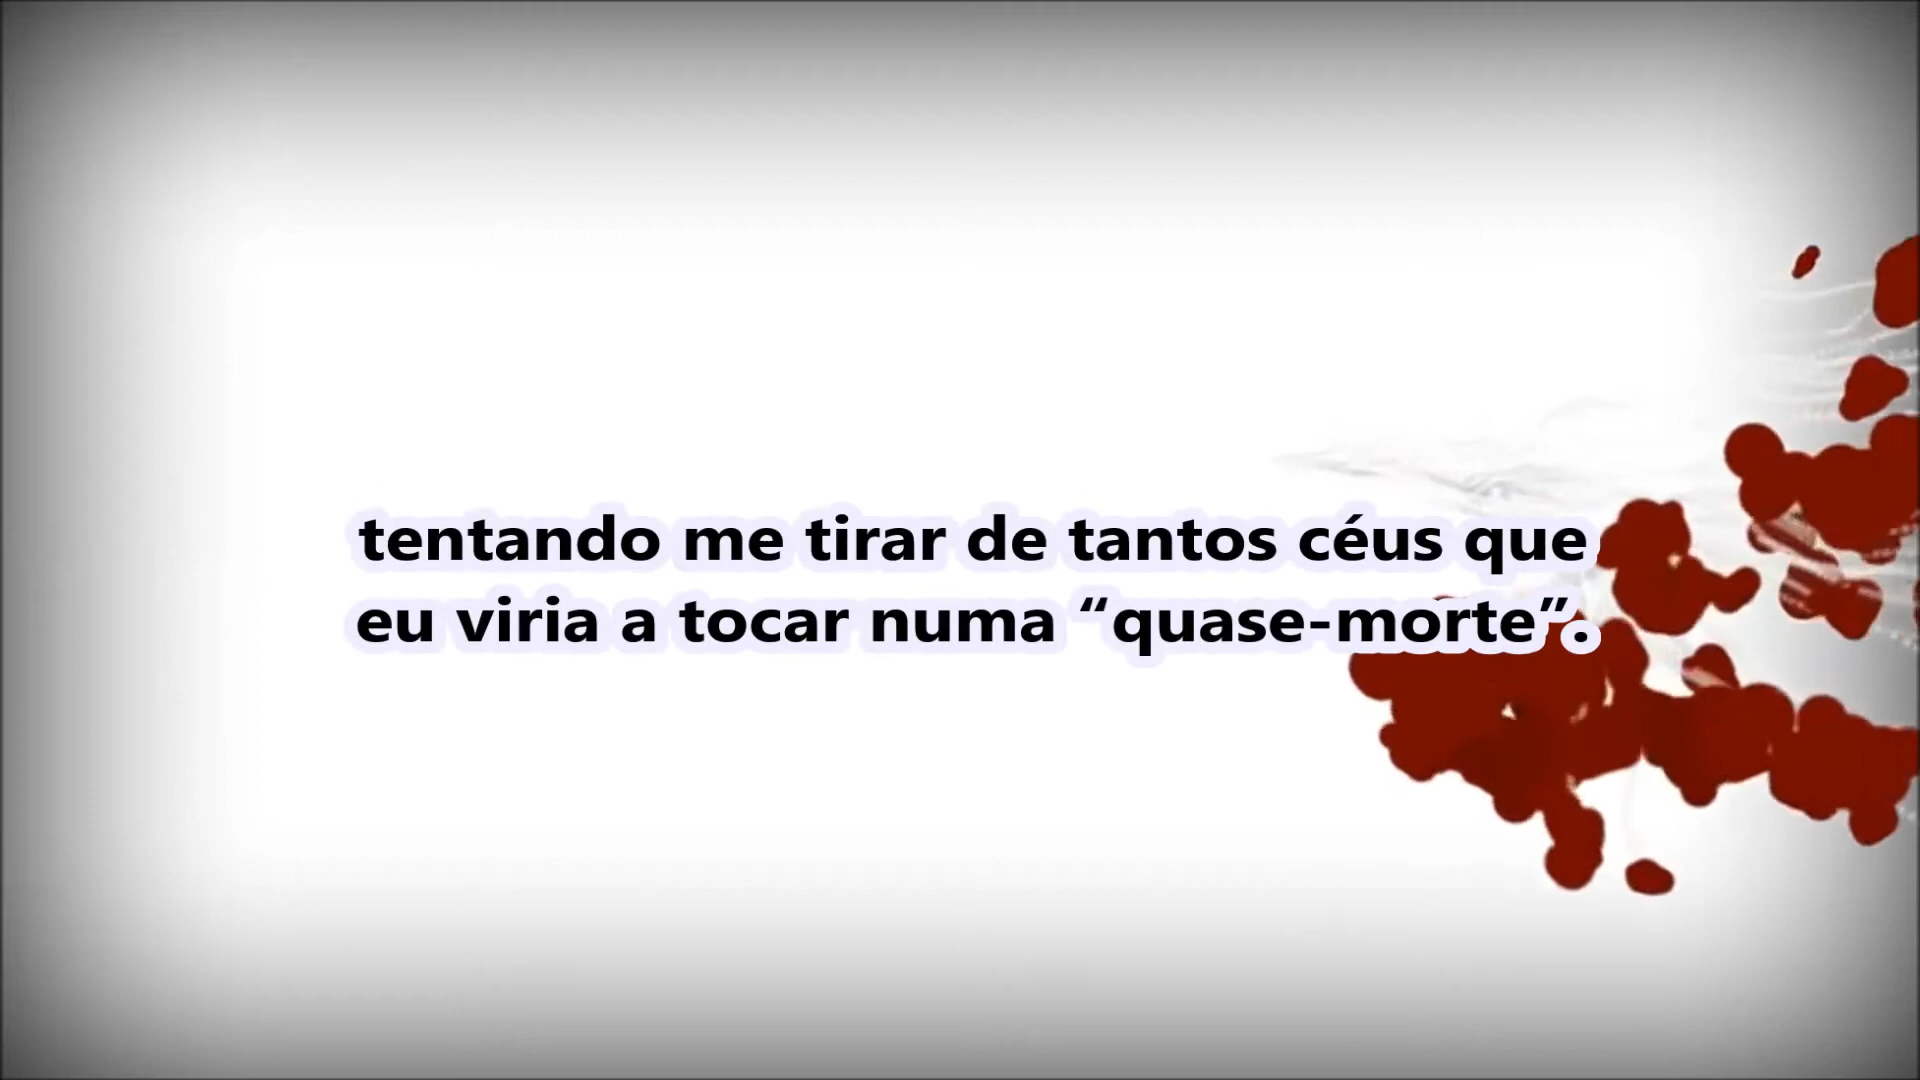 tentando me tirar de tantos céus que
eu viria a tocar numa “quase-morte”.